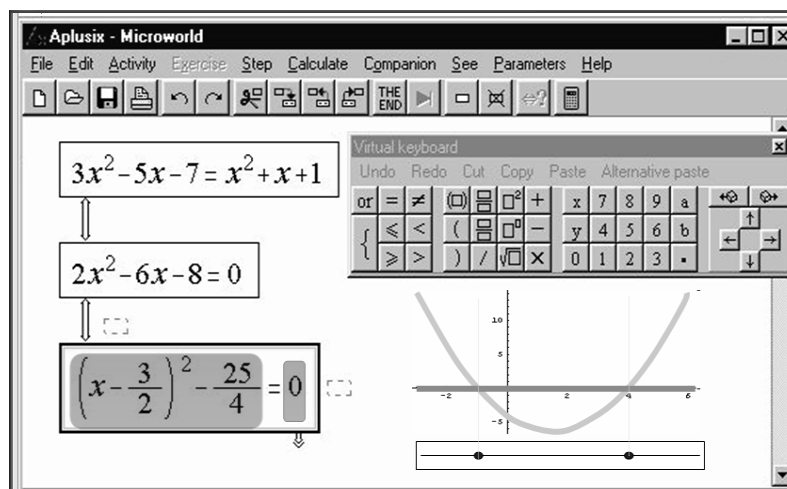 Aplusix - Microworld
File Edit Activity Exercise Step Calculate Companion See Parameters Help
THE END ⇔?
Virtual keyboard
Undo Redo Cut Copy Paste Alternative paste
or = ≠ (□) □² + x 7 8 9 a
{ ⩽ < ( □ⁿ − y 4 5 6 b
⩾ > ) / √□ × 0 1 2 3 .
3x² − 5x − 7 = x² + x + 1
2x² − 6x − 8 = 0
(x − 3/2)² − 25/4 = 0
10
5
-2 2 4 6
-5